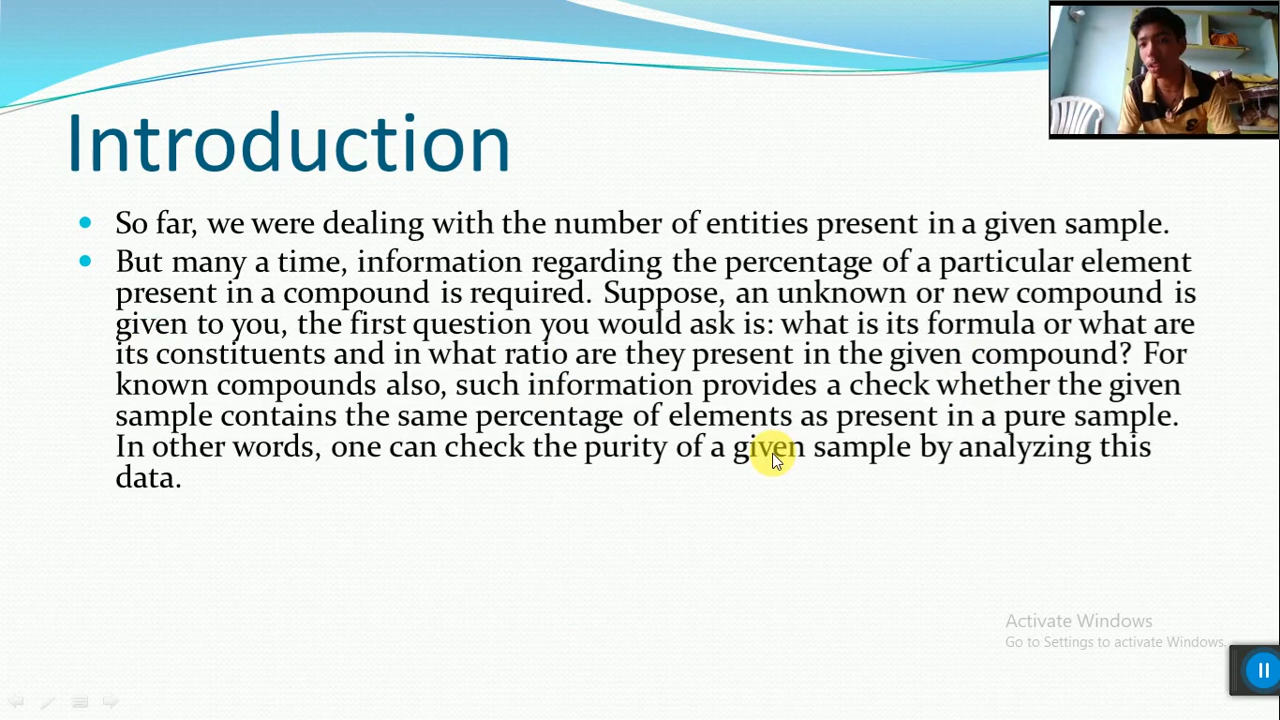 Introduction
So far, we were dealing with the number of entities present in a given sample.
But many a time, information regarding the percentage of a particular element
present in a compound is required. Suppose, an unknown or new compound is
given to you, the first question you would ask is: what is its formula or what are
its constituents and in what ratio are they present in the given compound? For
known compounds also, such information provides a check whether the given
sample contains the same percentage of elements as present in a pure sample.
In other words, one can check the purity of a given sample by analyzing this
data.
Activate Windows
Go to Settings to activate Windows.